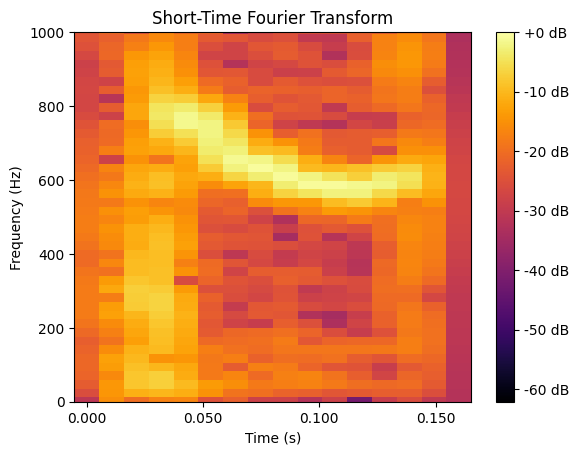 Short-Time Fourier Transform
1000
800
600
400
200
0
Frequency (Hz)
0.000
0.050
0.100
0.150
Time (s)
+0 dB
-10 dB
-20 dB
-30 dB
-40 dB
-50 dB
-60 dB